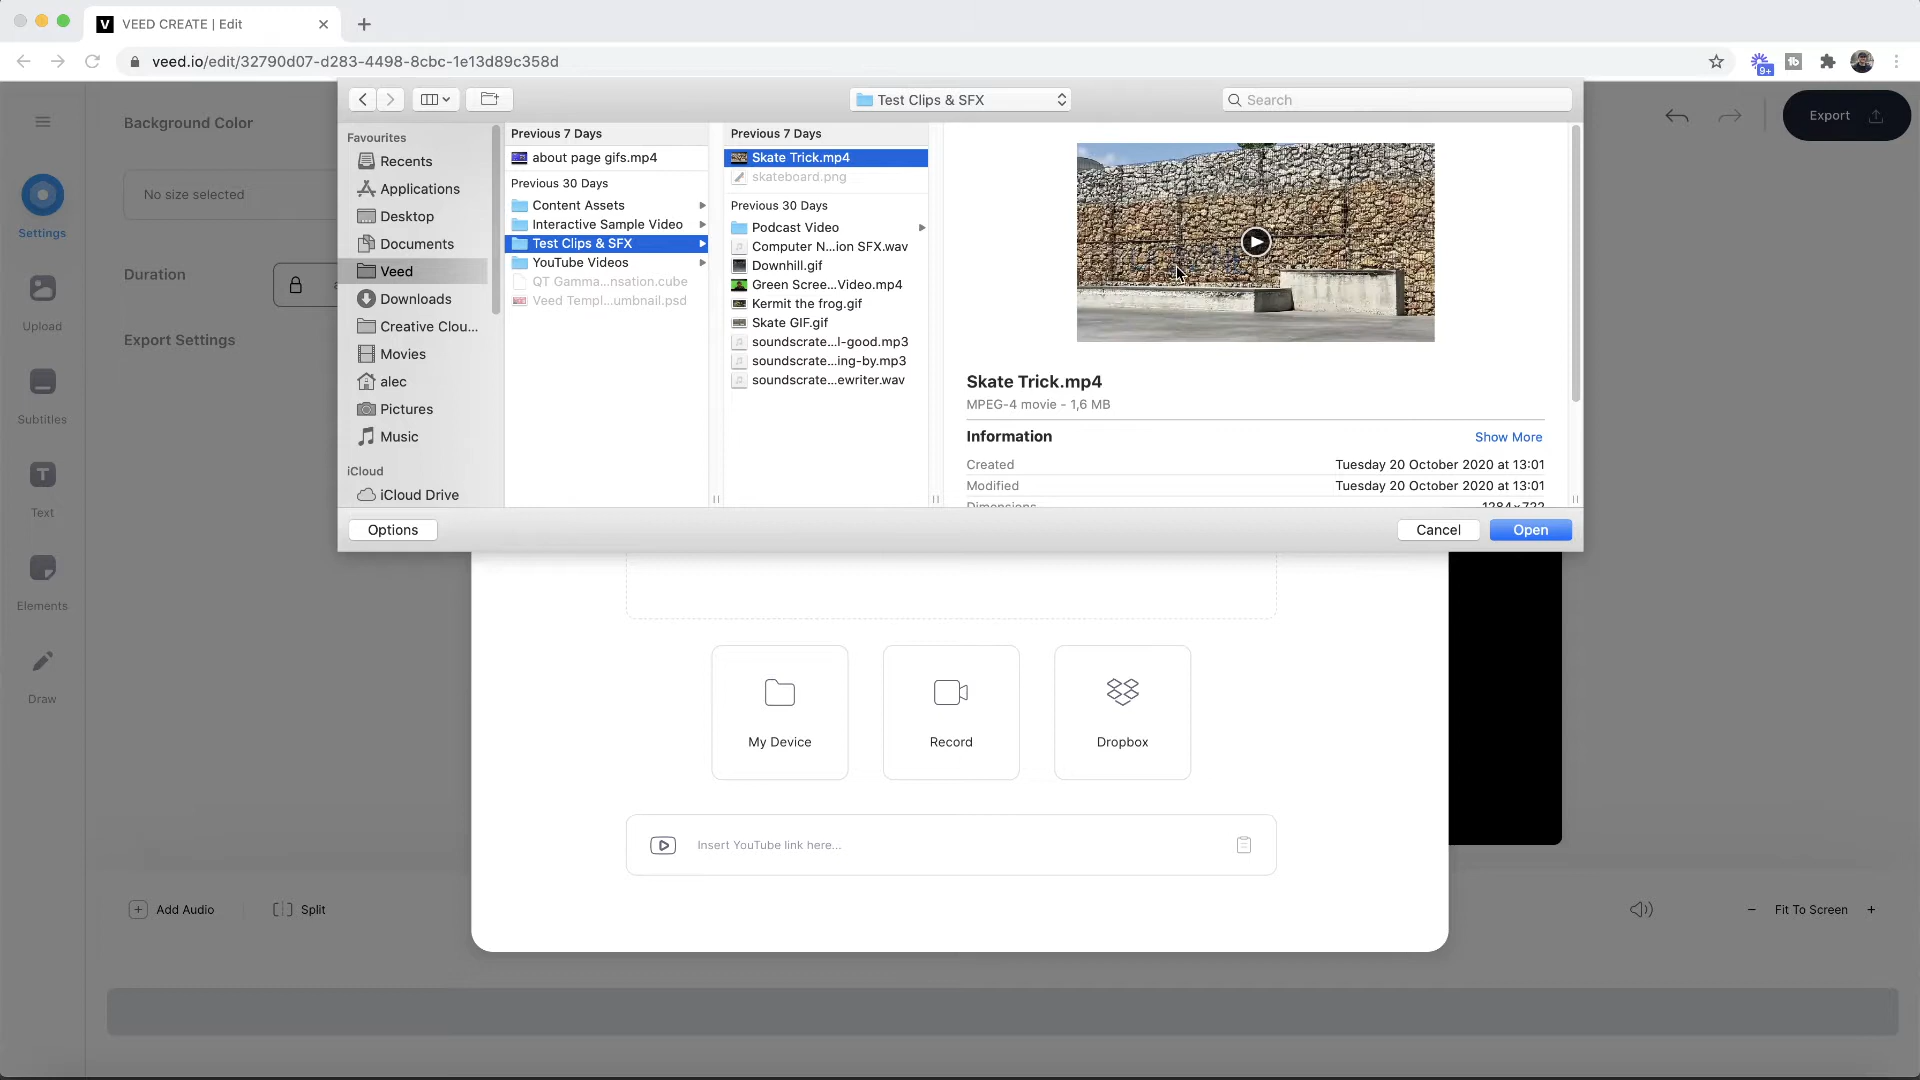 VEED CREATE | Edit
veed.io/edit/32790d07-d283-4498-8cbc-1e13d89c358d
9+
Test Clips & SFX
Search
Background Color
Export
No size selected
Settings
Duration
Upload
Export Settings
Subtitles
Text
Elements
Draw
Favourites
Recents
Applications
Desktop
Documents
Veed
Downloads
Creative Clou...
Movies
alec
Pictures
Music
iCloud
iCloud Drive
Previous 7 Days
about page gifs.mp4
Previous 30 Days
Content Assets
Interactive Sample Video
Test Clips & SFX
YouTube Videos
QT Gamma...nsation.cube
Veed Templ...umbnail.psd
Previous 7 Days
Skate Trick.mp4
skateboard.png
Previous 30 Days
Podcast Video
Computer N...ion SFX.wav
Downhill.gif
Green Scree...Video.mp4
Kermit the frog.gif
Skate GIF.gif
soundscrate...l-good.mp3
soundscrate...ing-by.mp3
soundscrate...ewriter.wav
Skate Trick.mp4
MPEG-4 movie - 1,6 MB
Information
Show More
Created
Tuesday 20 October 2020 at 13:01
Modified
Tuesday 20 October 2020 at 13:01
Dimensions
1284×722
Options
Cancel
Open
My Device
Record
Dropbox
Insert YouTube link here...
Add Audio
Split
− Fit To Screen +